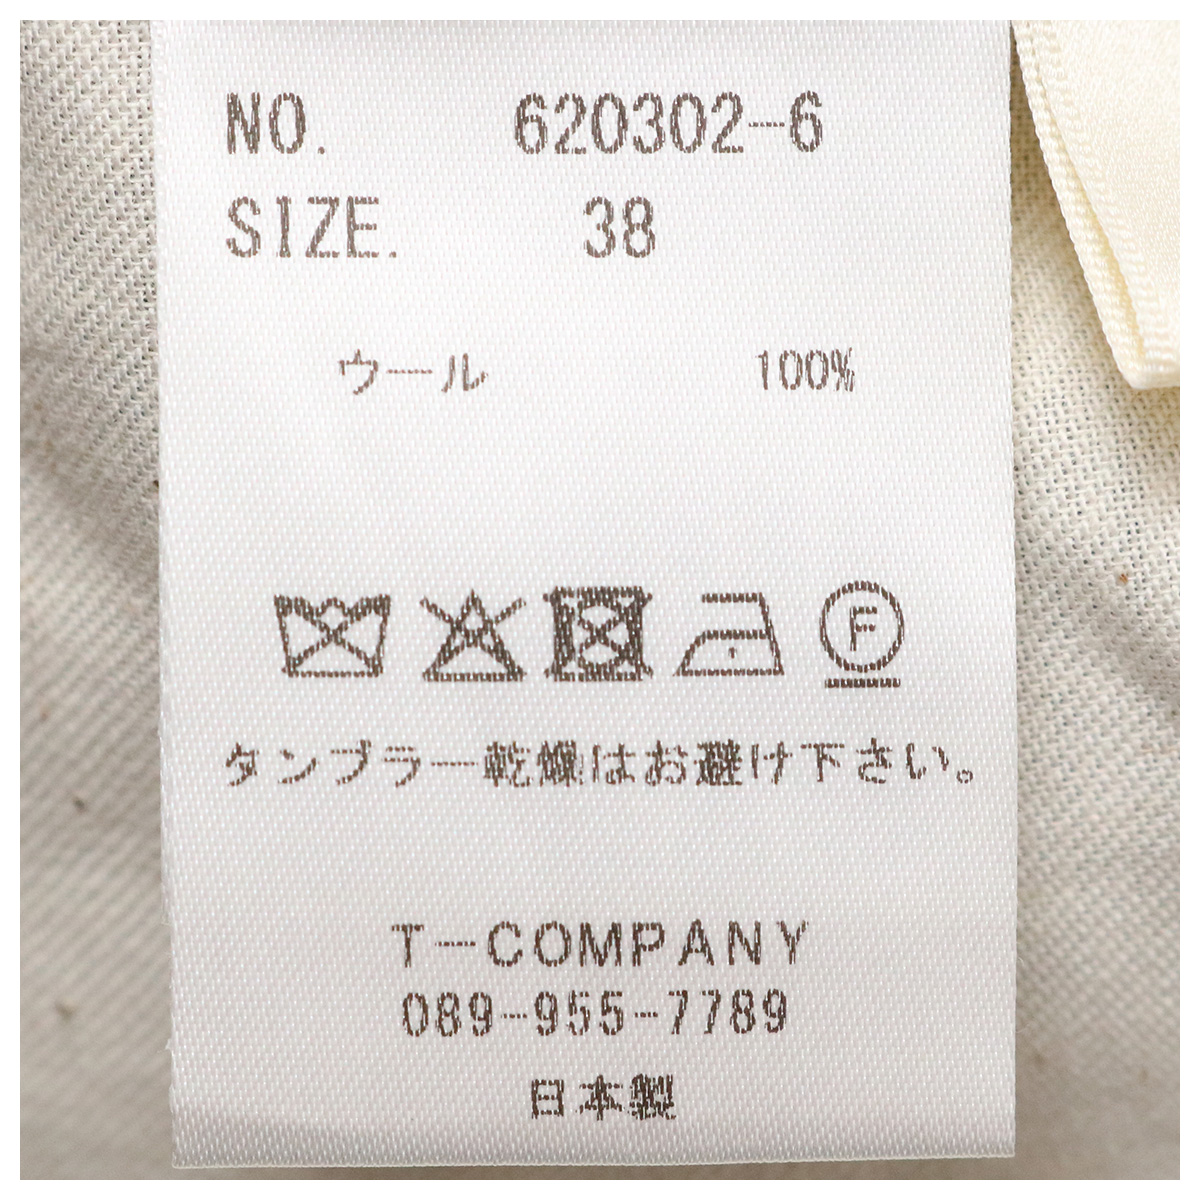 NO. 620302-6
SIZE. 38
ウール 100%
F
タンブラー乾燥はお避け下さい。
T-COMPANY
089-955-7789
日本製